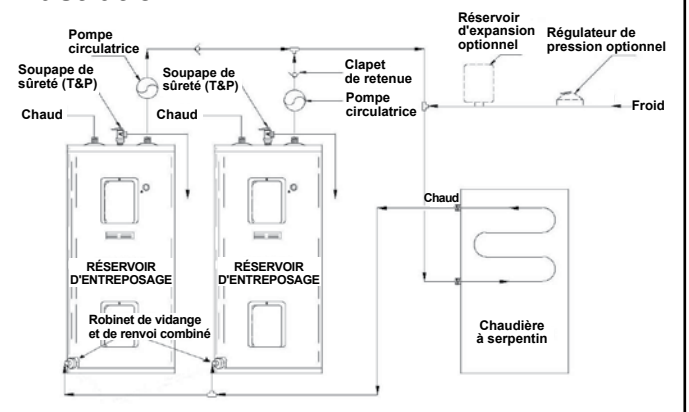 Pompe
circulatrice
Soupape de
sûreté (T&P)
Chaud
Soupape de
sûreté (T&P)
Chaud
Clapet
de retenue
Pompe
circulatrice
Réservoir
d'expansion
optionnel
Régulateur de
pression optionnel
Froid
Chaud
RÉSERVOIR
D'ENTREPOSAGE
RÉSERVOIR
D'ENTREPOSAGE
Robinet de vidange
et de renvoi combiné
Chaudière
à serpentin